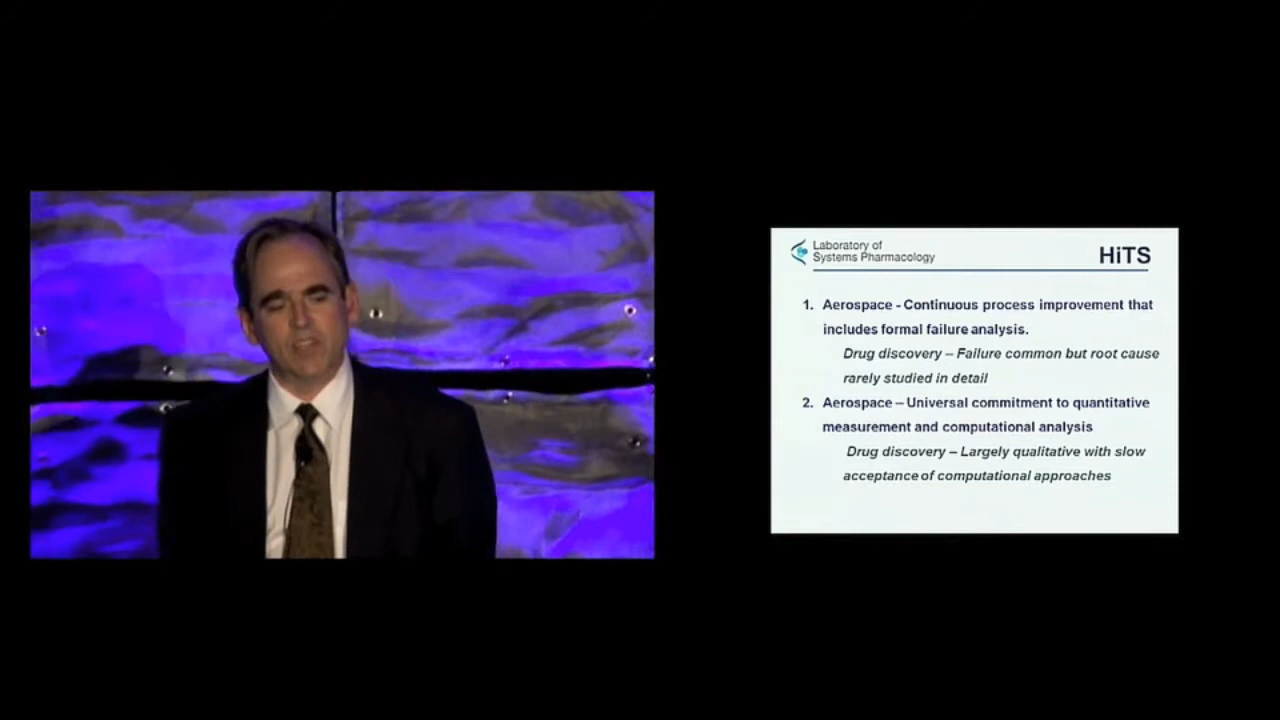 Laboratory of
Systems Pharmacology
HiTS
1. Aerospace - Continuous process improvement that
includes formal failure analysis.
Drug discovery – Failure common but root cause
rarely studied in detail
2. Aerospace – Universal commitment to quantitative
measurement and computational analysis
Drug discovery – Largely qualitative with slow
acceptance of computational approaches